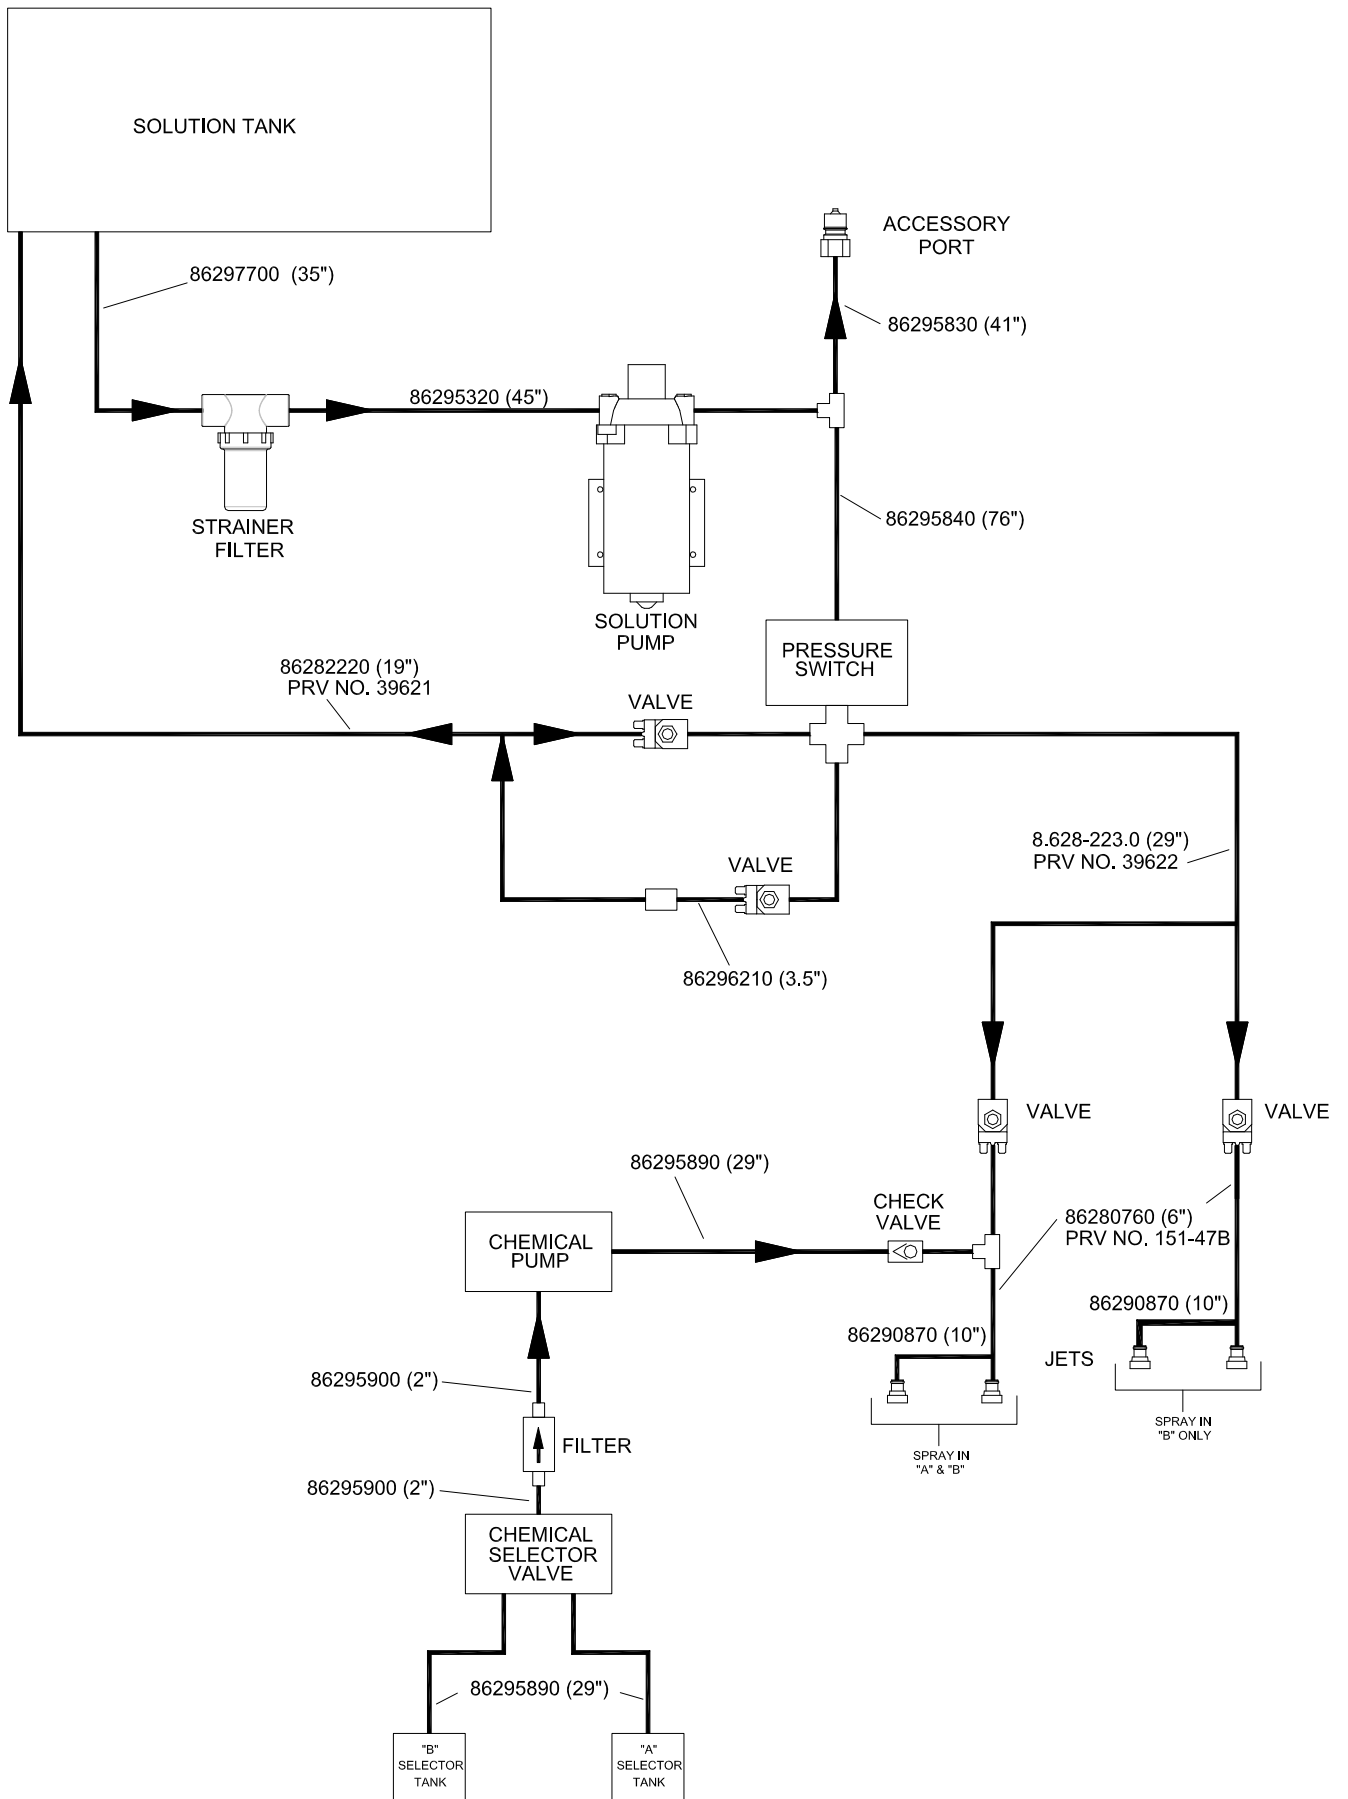 SOLUTION TANK
ACCESSORY
PORT
86297700  (35")
86295830 (41")
86295320 (45")
STRAINER
FILTER
86295840 (76")
SOLUTION
PUMP
PRESSURE
SWITCH
86282220 (19")
PRV NO. 39621
VALVE
8.628-223.0 (29")
PRV NO. 39622
VALVE
86296210 (3.5")
VALVE
VALVE
86295890 (29")
CHECK
VALVE
86280760 (6")
PRV NO. 151-47B
CHEMICAL
PUMP
86290870 (10")
86290870 (10")
JETS
86295900 (2")
SPRAY IN
"B" ONLY
FILTER
SPRAY IN
"A" & "B"
86295900 (2")
CHEMICAL
SELECTOR
VALVE
86295890 (29")
"B"
SELECTOR
TANK
"A"
SELECTOR
TANK